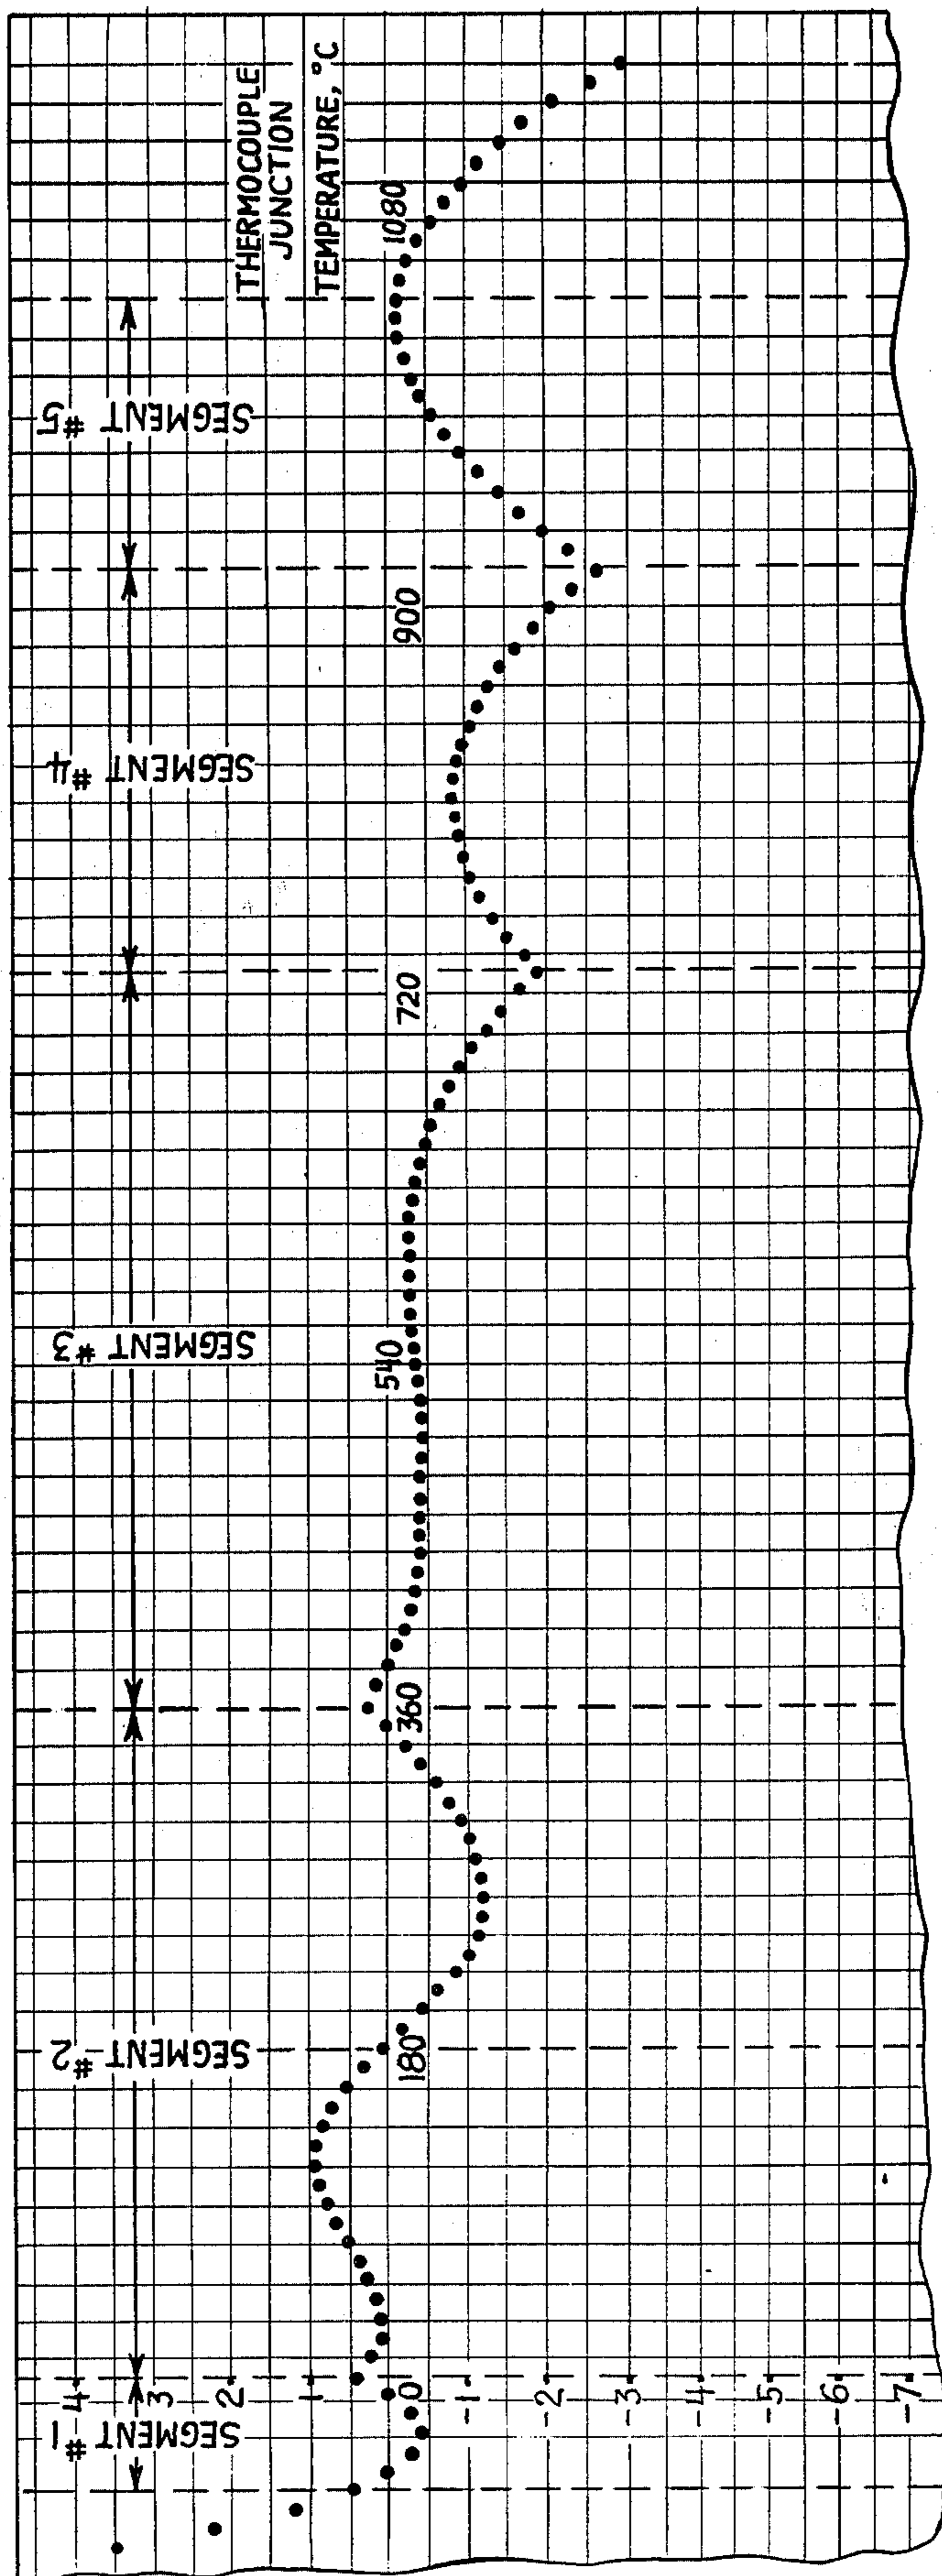 THERMOCOUPLE
JUNCTION
TEMPERATURE, °C
SEGMENT #1
SEGMENT #2
SEGMENT #3
SEGMENT #4
SEGMENT #5
4
3
2
1
0
-1
-2
-3
-4
-5
-6
-7
180
360
540
720
900
1080